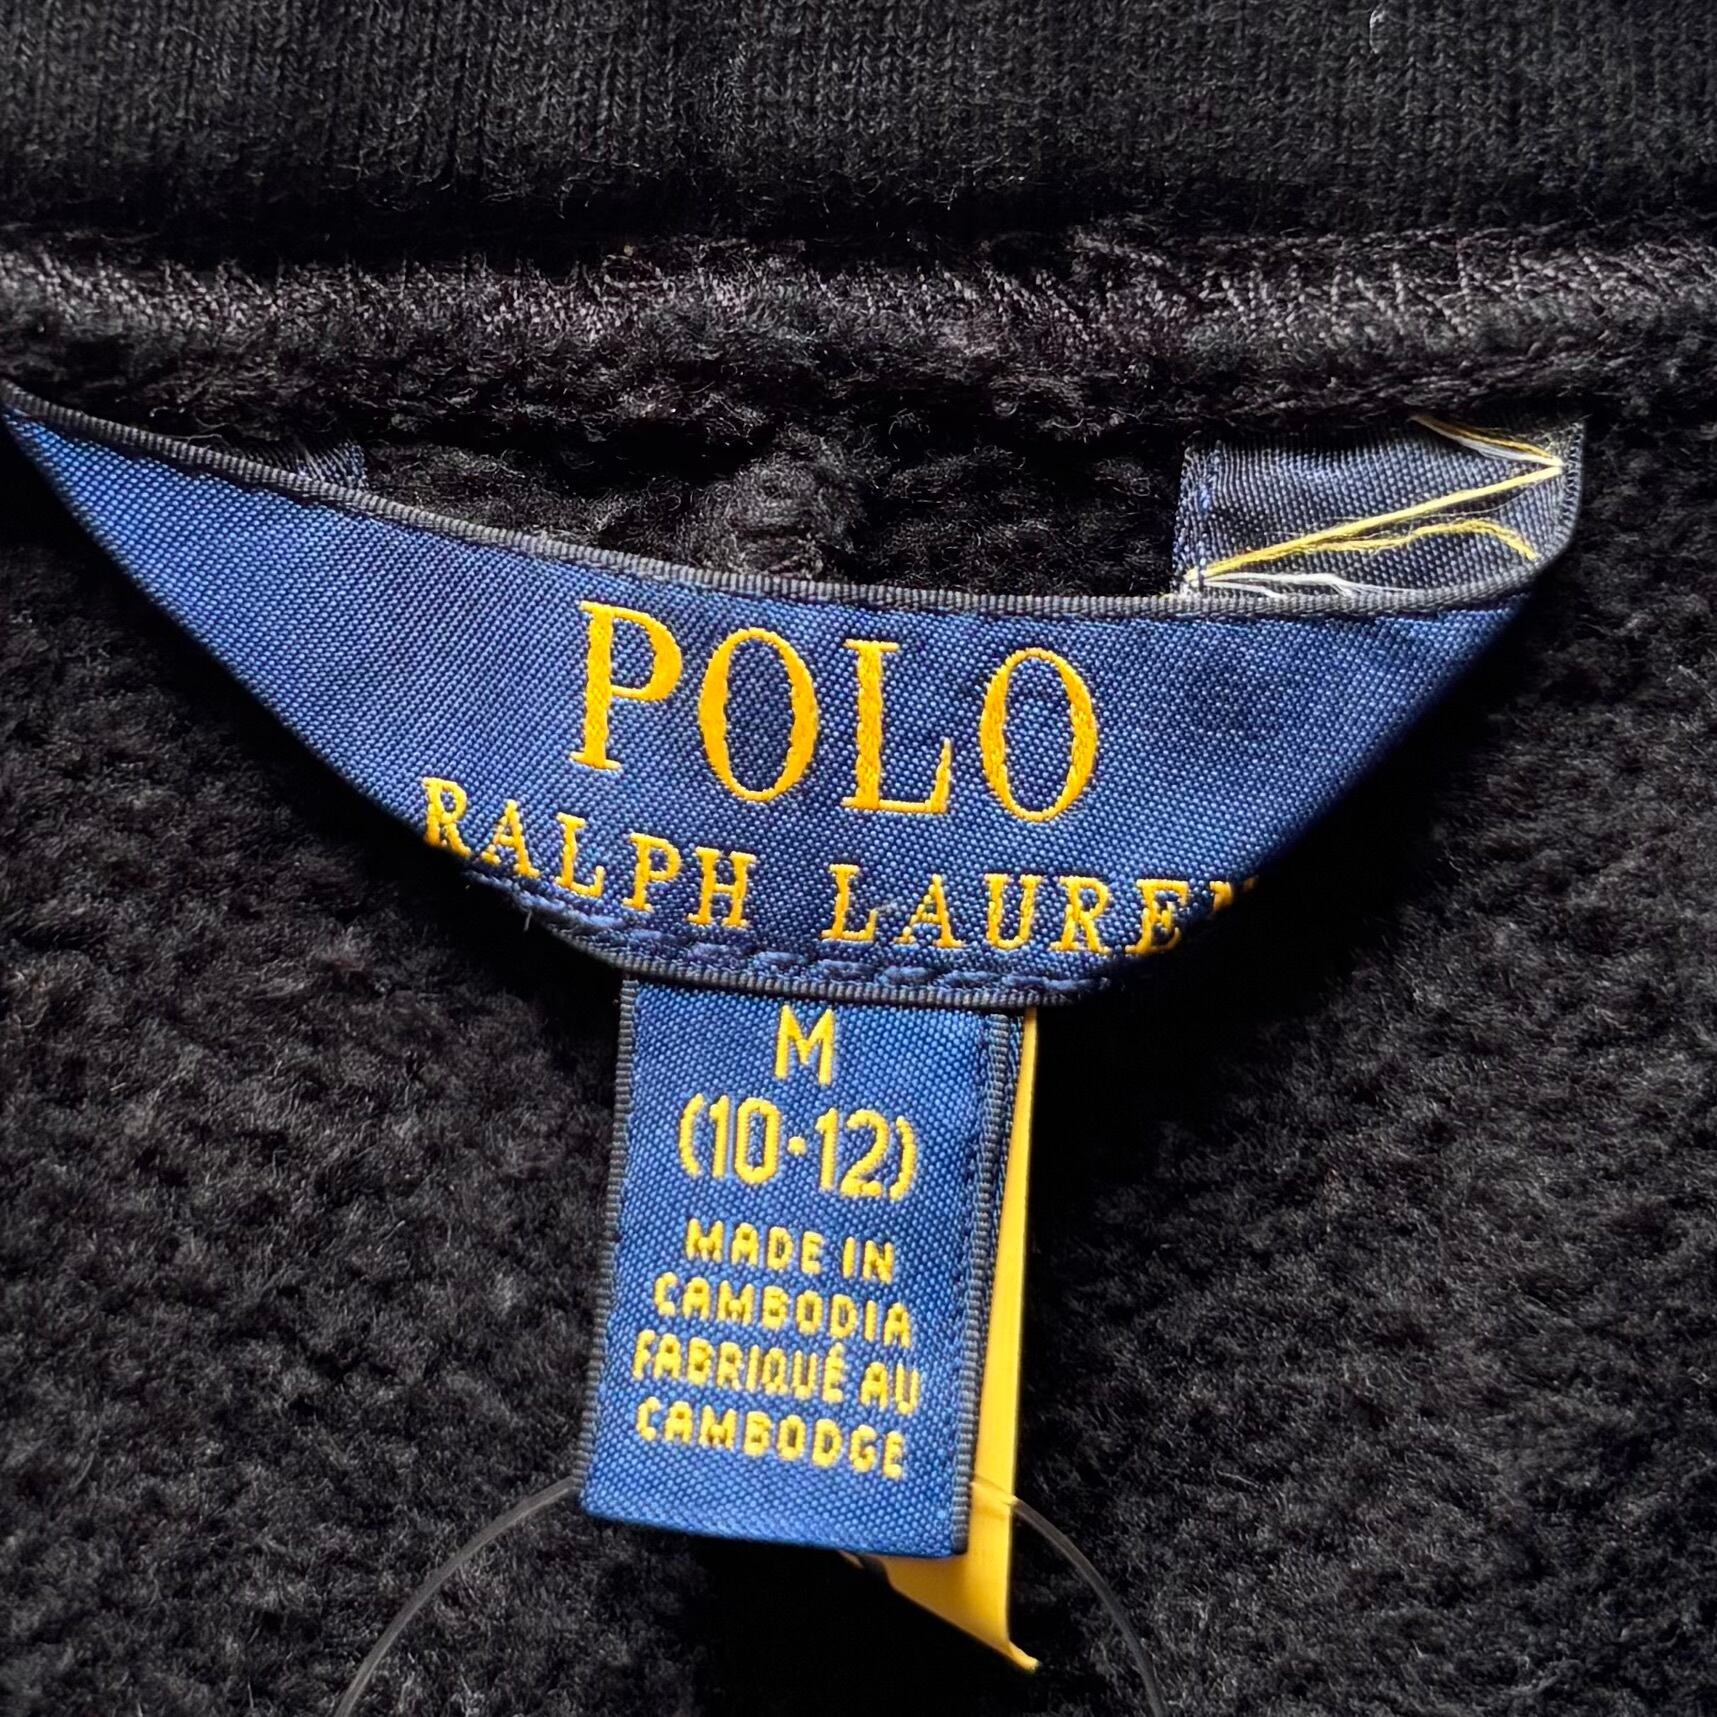 POLO
RALPH LAUREN
M
(10-12)
MADE IN
CAMBODIA
FABRIQUÉ AU
CAMBODGE